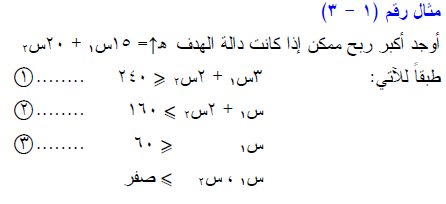 مثال رقم (١ – ٣)
أوجد أكبر ربح ممكن إذا كانت دالة الهدف ه↑= ١٥س١ + ٢٠س٢
طبقاً للآتي: ٣س١ + ٢س٢ ⩾ ٢٤٠ ........ ①
س١ + ٢س٢ ⩽ ١٦٠ ........ ②
س١ ⩾ ٦٠ ........ ③
س١ ، س٢ ⩽ صفر